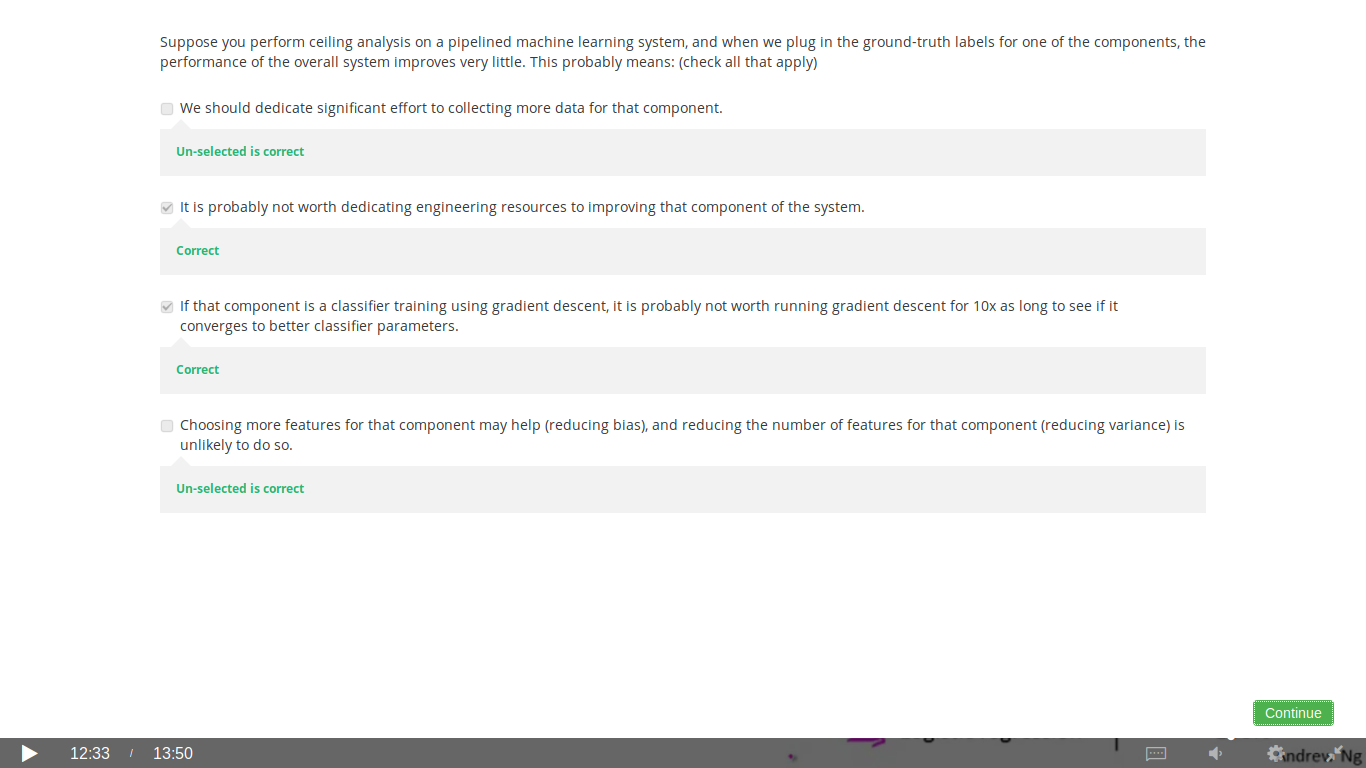 Suppose you perform ceiling analysis on a pipelined machine learning system, and when we plug in the ground-truth labels for one of the components, the
performance of the overall system improves very little. This probably means: (check all that apply)
We should dedicate significant effort to collecting more data for that component.
Un-selected is correct
It is probably not worth dedicating engineering resources to improving that component of the system.
Correct
If that component is a classifier training using gradient descent, it is probably not worth running gradient descent for 10x as long to see if it
converges to better classifier parameters.
Correct
Choosing more features for that component may help (reducing bias), and reducing the number of features for that component (reducing variance) is
unlikely to do so.
Un-selected is correct
Continue
12:33 / 13:50
Andrew Ng